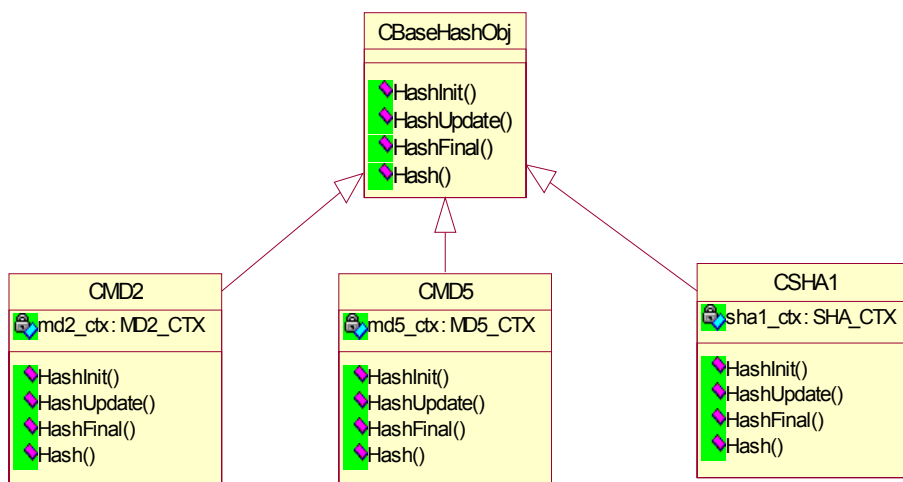 CBaseHashObj
HashInit()
HashUpdate()
HashFinal()
Hash()
CMD2
md2_ctx : MD2_CTX
HashInit()
HashUpdate()
HashFinal()
Hash()
CMD5
md5_ctx : MD5_CTX
HashInit()
HashUpdate()
HashFinal()
Hash()
CSHA1
sha1_ctx : SHA_CTX
HashInit()
HashUpdate()
HashFinal()
Hash()